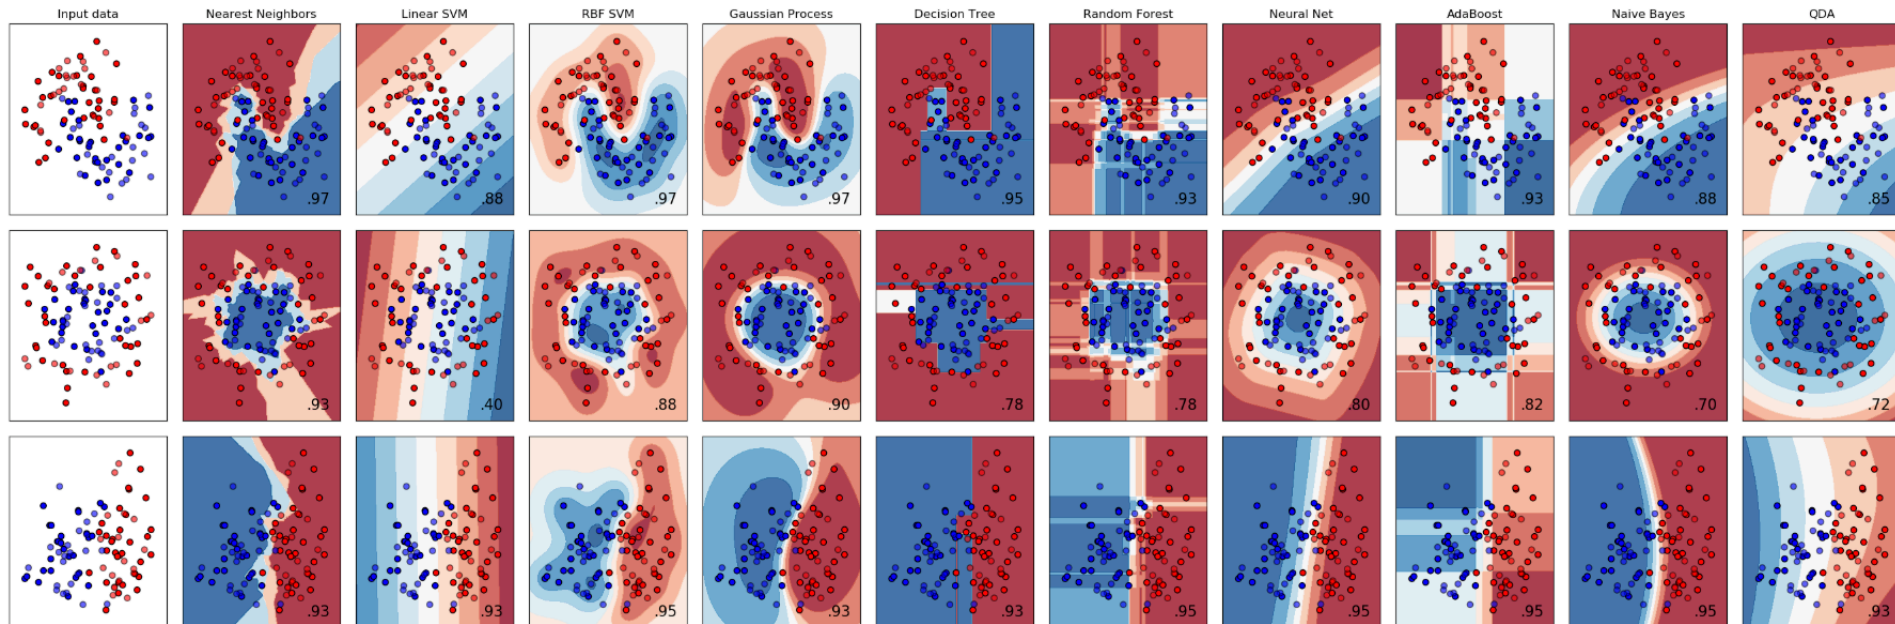 Input data
Nearest Neighbors
Linear SVM
RBF SVM
Gaussian Process
Decision Tree
Random Forest
Neural Net
AdaBoost
Naive Bayes
QDA
.97
.88
.97
.97
.95
.93
.90
.93
.88
.85
.93
.40
.88
.90
.78
.78
.80
.82
.70
.72
.93
.93
.95
.93
.93
.95
.95
.95
.95
.93